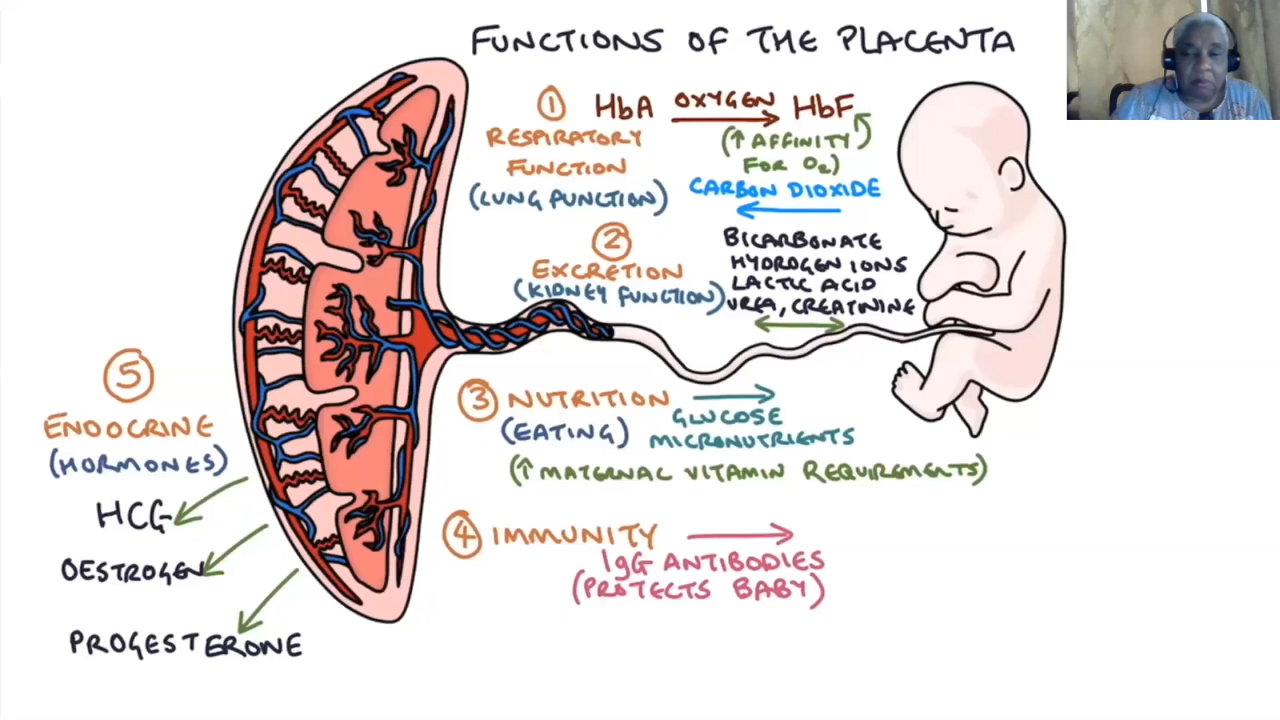 FUNCTIONS OF THE PLACENTA
1 HbA OXYGEN HbF
RESPIRATORY FUNCTION
(LUNG FUNCTION)
(↑ AFFINITY
FOR O2)
CARBON DIOXIDE
2
EXCRETION
(KIDNEY FUNCTION)
BICARBONATE
HYDROGEN IONS
LACTIC ACID
UREA, CREATININE
3 NUTRITION
(EATING)
GLUCOSE
MICRONUTRIENTS
(↑ MATERNAL VITAMIN REQUIREMENTS)
4 IMMUNITY
IgG ANTIBODIES
(PROTECTS BABY)
5
ENDOCRINE
(HORMONES)
HCG
OESTROGEN
PROGESTERONE